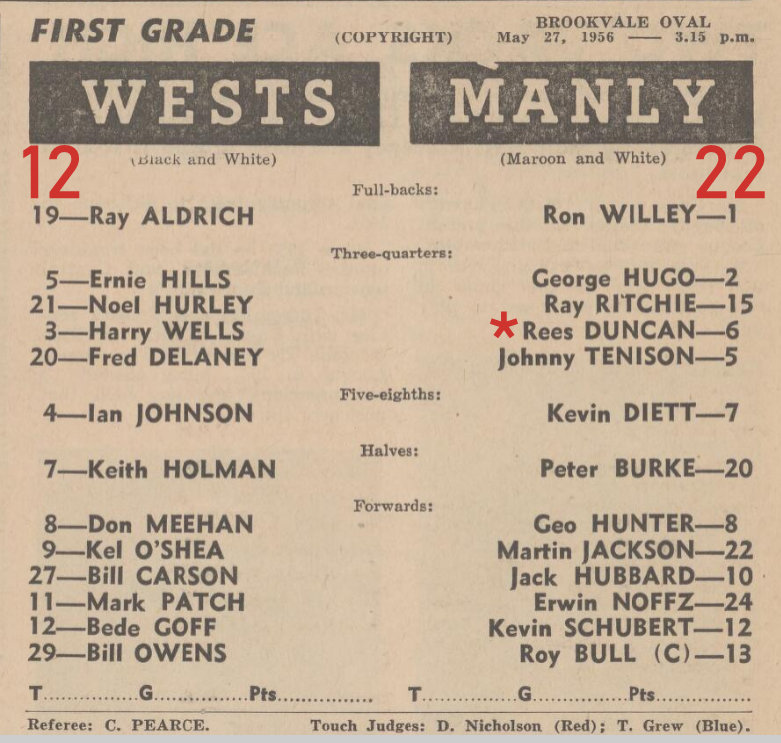 FIRST GRADE (COPYRIGHT) BROOKVALE OVAL
May 27, 1956 — 3.15 p.m.
WESTS MANLY
12 (Black and White) (Maroon and White) 22
Full-backs:
19—Ray ALDRICH Ron WILLEY—1
Three-quarters:
5—Ernie HILLS George HUGO—2
21—Noel HURLEY Ray RITCHIE—15
3—Harry WELLS *Rees DUNCAN—6
20—Fred DELANEY Johnny TENISON—5
Five-eighths:
4—Ian JOHNSON Kevin DIETT—7
Halves:
7—Keith HOLMAN Peter BURKE—20
Forwards:
8—Don MEEHAN Geo HUNTER—8
9—Kel O'SHEA Martin JACKSON—22
27—Bill CARSON Jack HUBBARD—10
11—Mark PATCH Erwin NOFFZ—24
12—Bede GOFF Kevin SCHUBERT—12
29—Bill OWENS Roy BULL (C)—13
T..............G..............Pts.............. T..............G..............Pts..............
Referee: C. PEARCE. Touch Judges: D. Nicholson (Red); T. Grew (Blue).